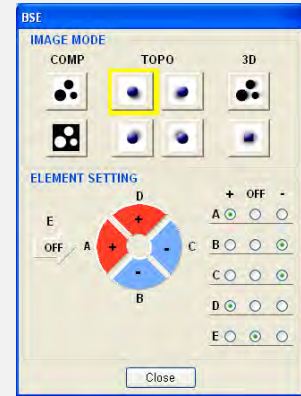 BSE
IMAGE MODE
COMP TOPO 3D
ELEMENT SETTING
D
+ OFF -
E
A
B
OFF A + + - - C
C
B
D
E
Close